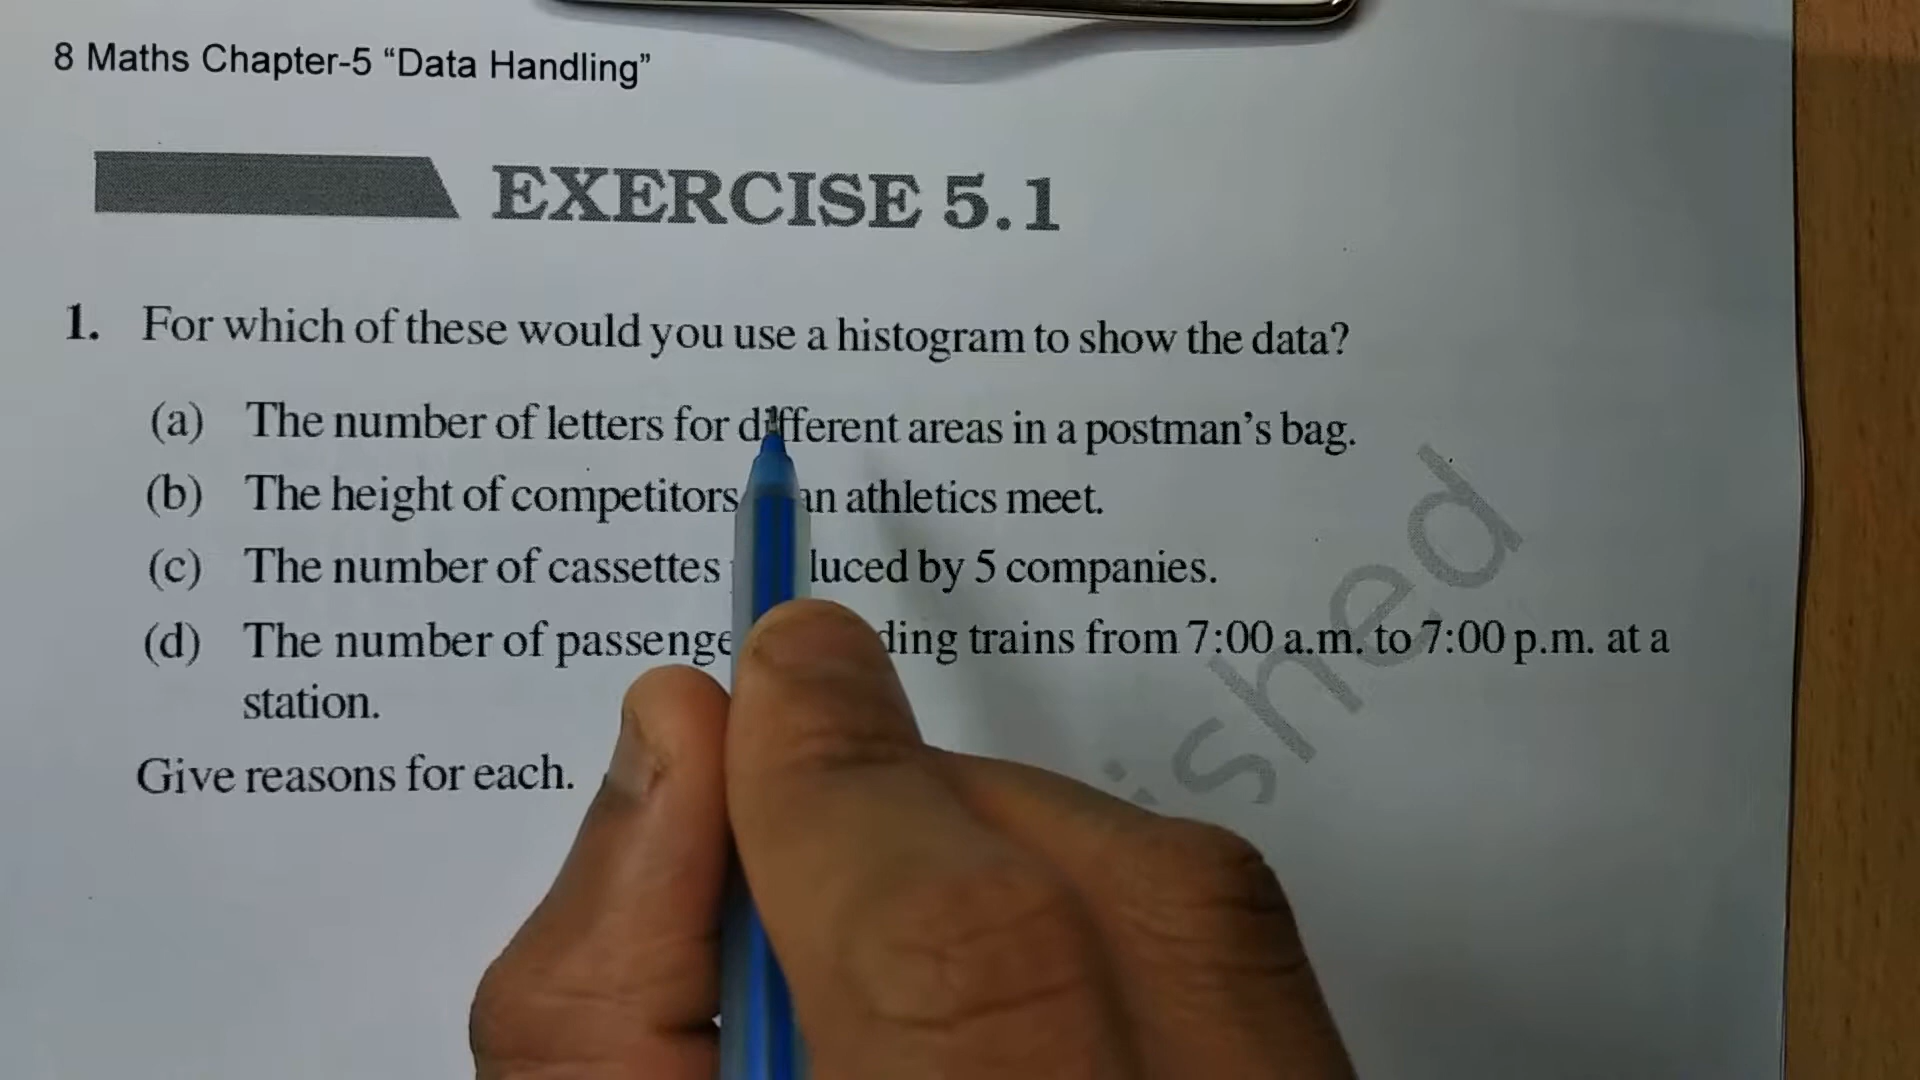 8 Maths Chapter-5 “Data Handling”
EXERCISE 5.1
1. For which of these would you use a histogram to show the data?
(a) The number of letters for different areas in a postman’s bag.
(b) The height of competitors an athletics meet.
(c) The number of cassettes by 5 companies.
(d) The number of trains from 7:00 a.m. to 7:00 p.m. at a
station.
Give reasons for each.